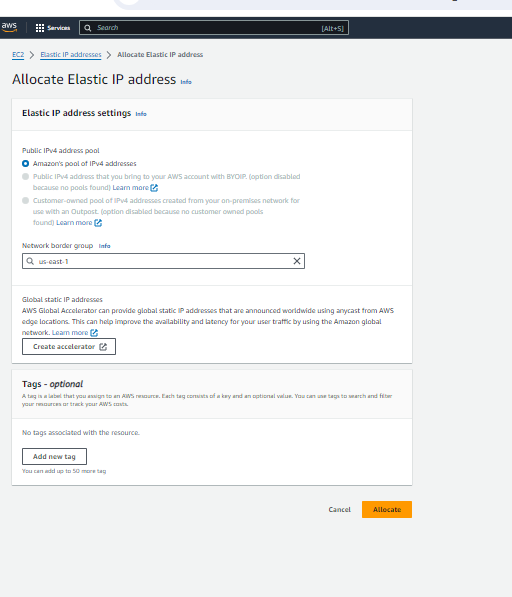 aws
Services
Search
[Alt+S]
EC2 > Elastic IP addresses > Allocate Elastic IP address
Allocate Elastic IP address Info
Elastic IP address settings Info
Public IPv4 address pool
Amazon's pool of IPv4 addresses
Public IPv4 address that you bring to your AWS account with BYOIP. (option disabled
because no pools found) Learn more
Customer-owned pool of IPv4 addresses created from your on-premises network for
use with an Outpost. (option disabled because no customer owned pools
found) Learn more
Network border group Info
us-east-1
Global static IP addresses
AWS Global Accelerator can provide global static IP addresses that are announced worldwide using anycast from AWS
edge locations. This can help improve the availability and latency for your user traffic by using the Amazon global
network. Learn more
Create accelerator
Tags - optional
A tag is a label that you assign to an AWS resource. Each tag consists of a key and an optional value. You can use tags to search and filter
your resources or track your AWS costs.
No tags associated with the resource.
Add new tag
You can add up to 50 more tag
Cancel
Allocate